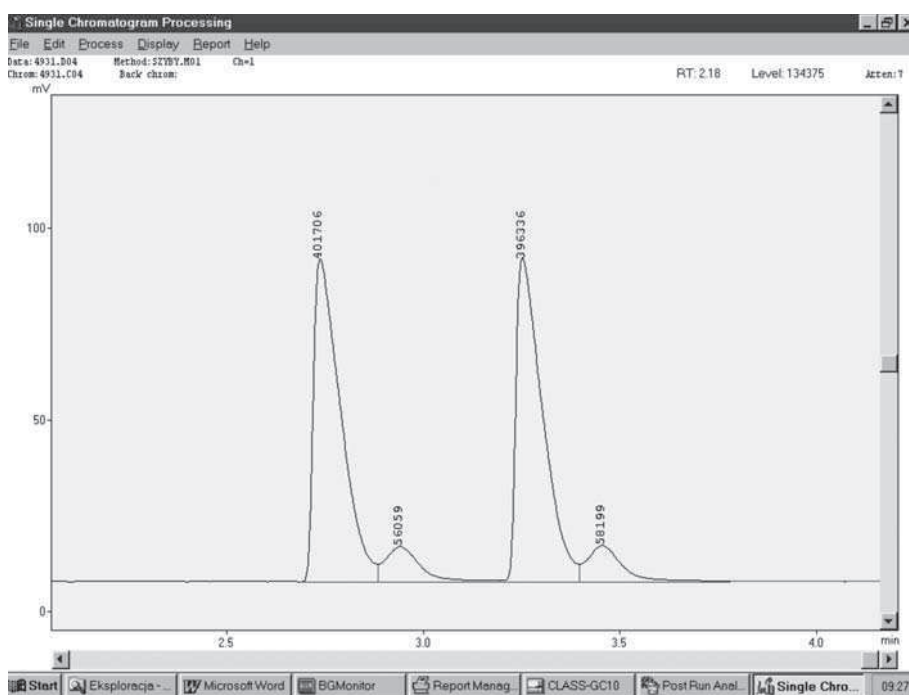 Single Chromatogram Processing
File Edit Process Display Report Help
Data:4931.D04 Method:SZYBY.M01 Ch=1
Chrom:4931.C04 Back chrom: RT:2.18 Level:134375 Atten:7
mV
100
50
0
401706
56059
396336
58199
2.5 3.0 3.5 4.0 min
Start Eksploracja -... Microsoft Word BGMonitor Report Manag... CLASS-GC10 Post Run Anal... Single Chro... 09:27